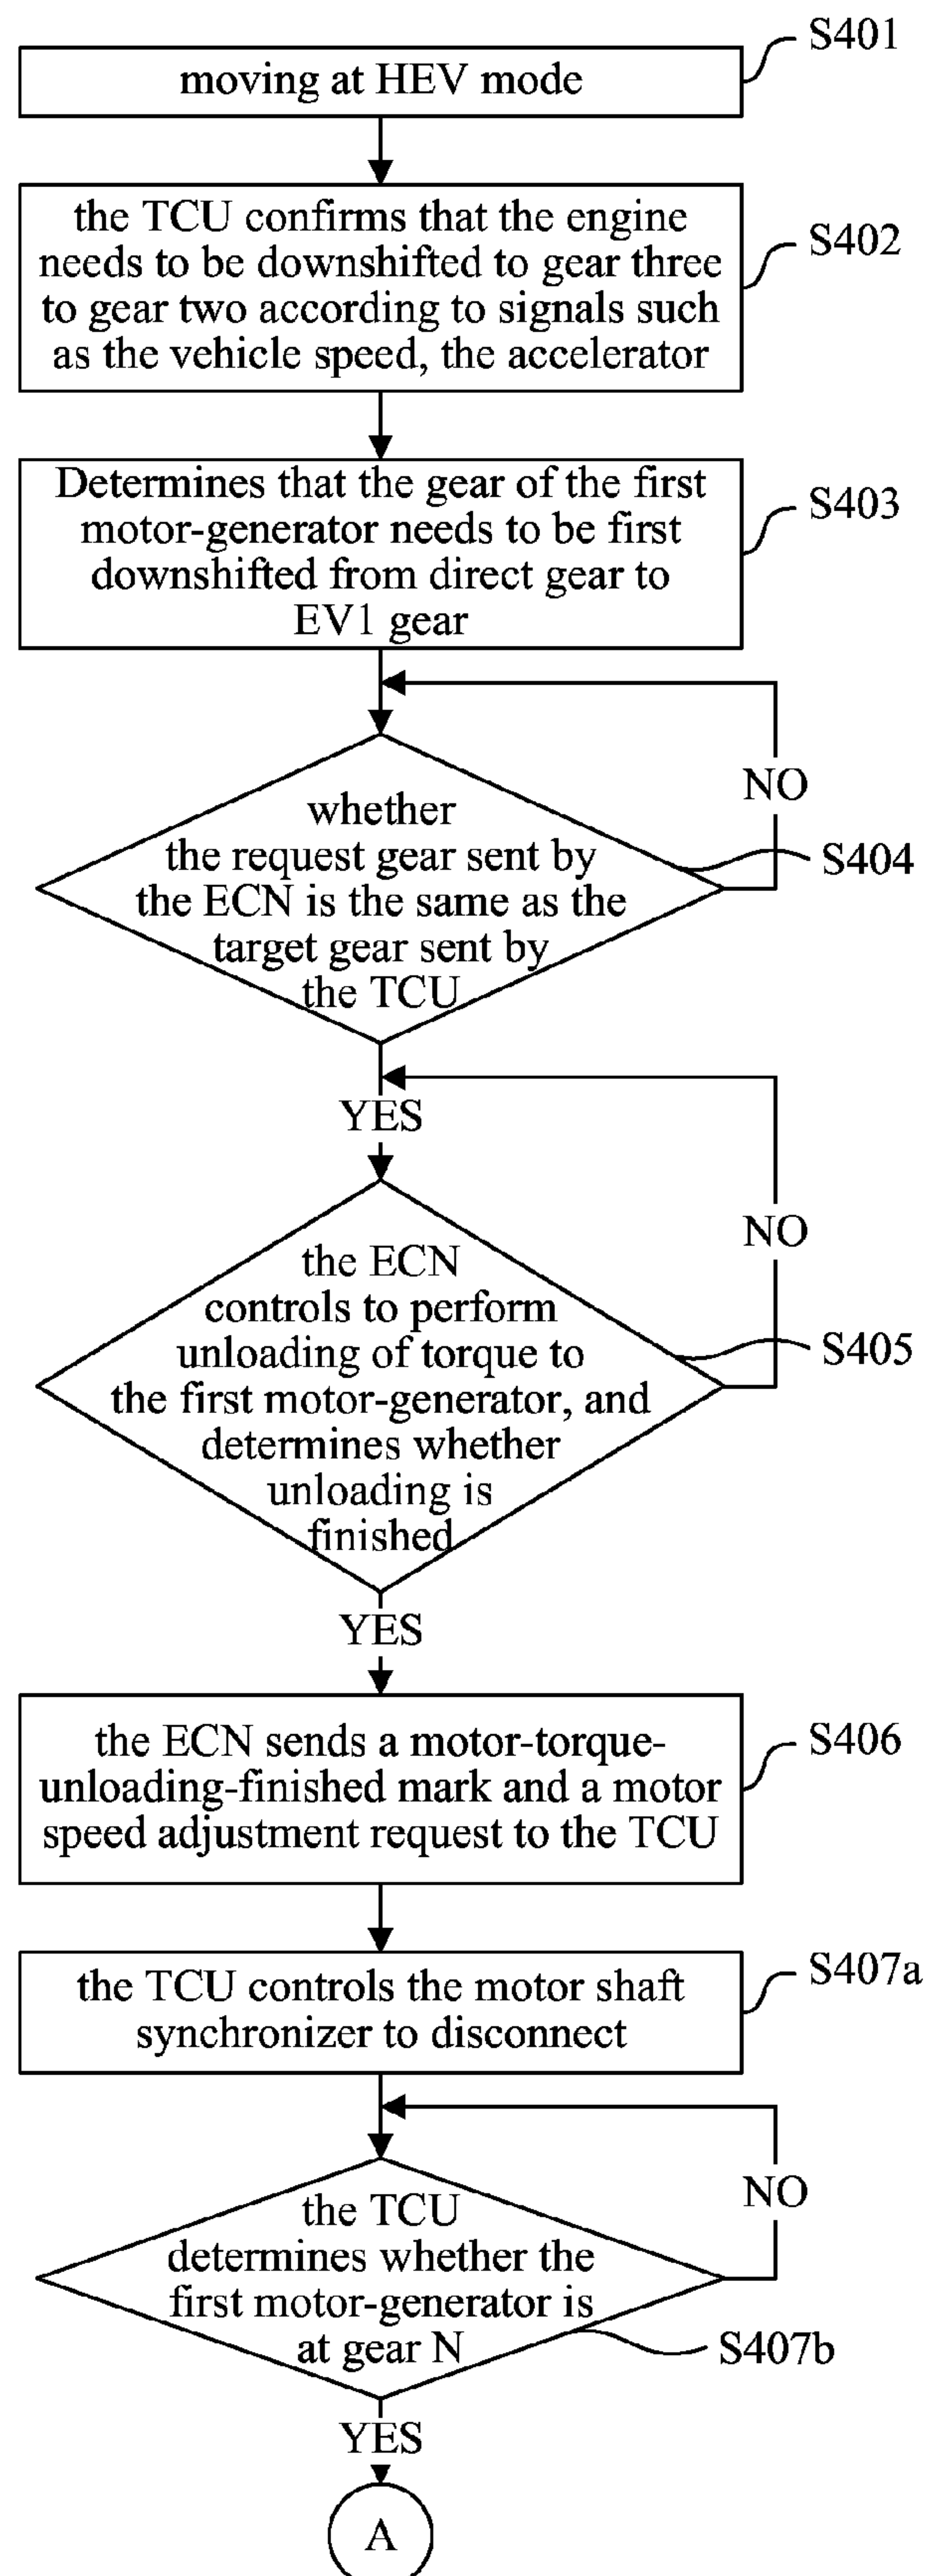 S401
moving at HEV mode
the TCU confirms that the engine
needs to be downshifted to gear three
to gear two according to signals such
as the vehicle speed, the accelerator
S402
Determines that the gear of the first
motor-generator needs to be first
downshifted from direct gear to
EV1 gear
S403
NO
whether
the request gear sent by
the ECN is the same as the
target gear sent by
the TCU
S404
YES
NO
the ECN
controls to perform
unloading of torque to
the first motor-generator, and
determines whether
unloading is
finished
S405
YES
the ECN sends a motor-torque-
unloading-finished mark and a motor
speed adjustment request to the TCU
S406
the TCU controls the motor shaft
synchronizer to disconnect
S407a
NO
the TCU
determines whether the
first motor-generator is
at gear N
S407b
YES
A